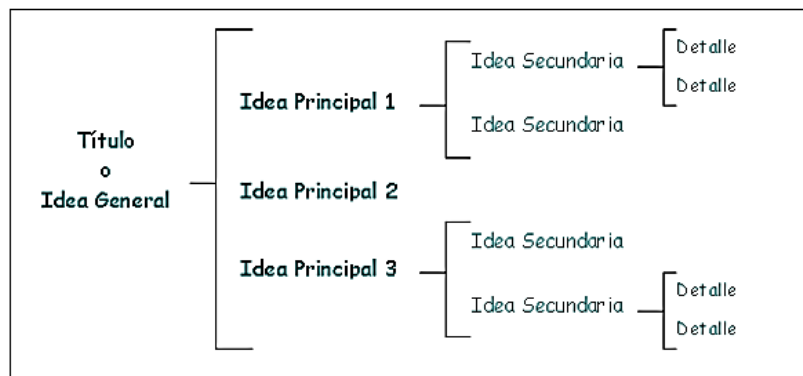 Título
o
Idea General
Idea Principal 1
Idea Secundaria
Detalle
Detalle
Idea Secundaria
Idea Principal 2
Idea Principal 3
Idea Secundaria
Idea Secundaria
Detalle
Detalle